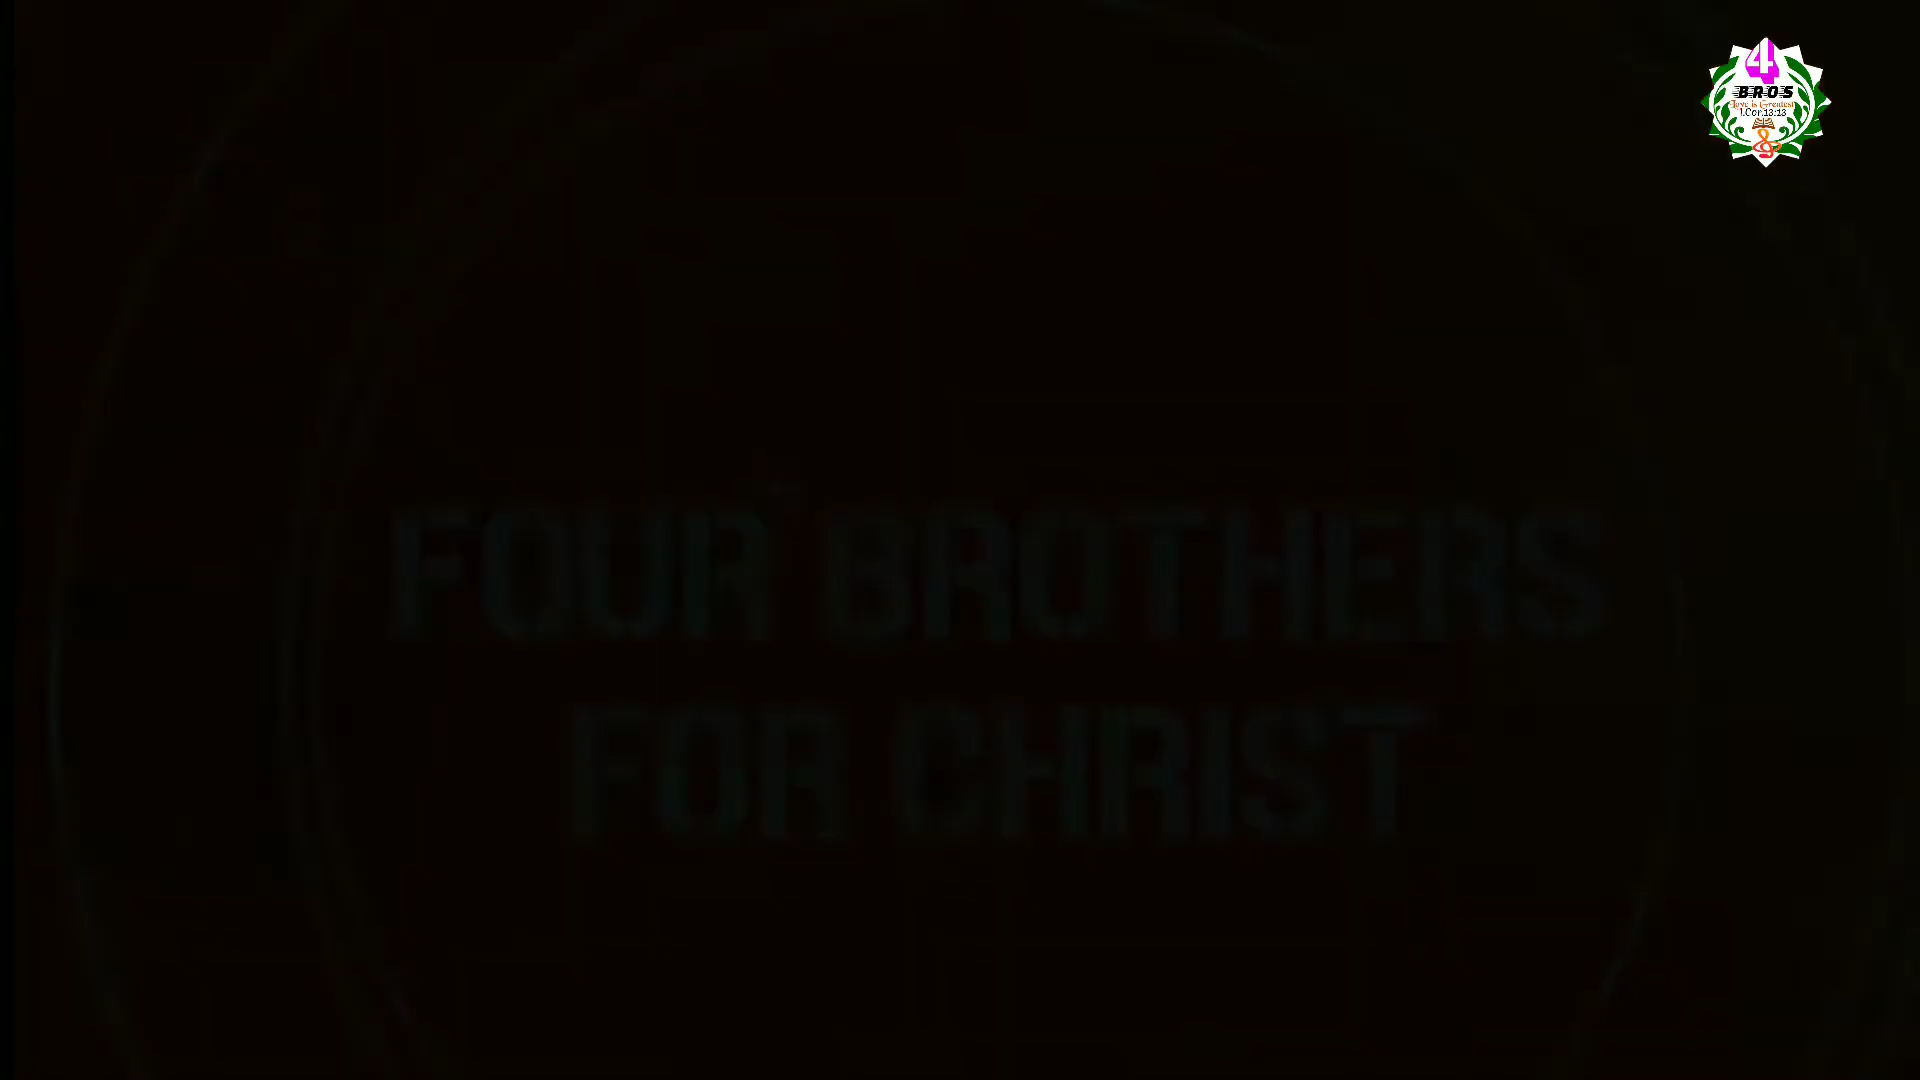 4
BROS
Love is Greatest
1.Cor.13:13
FOUR BROTHERS
FOR CHRIST